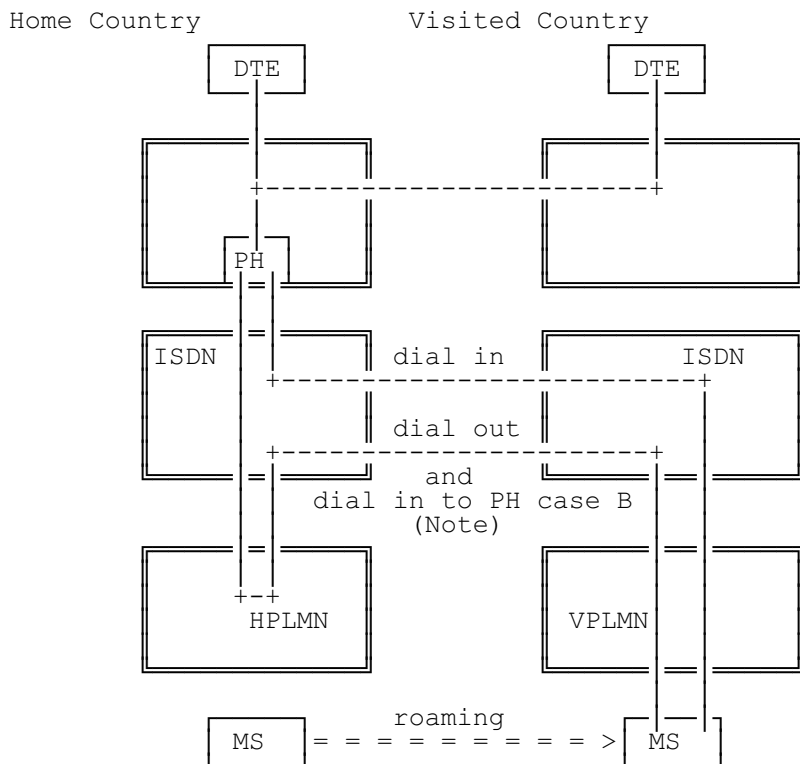 Home Country Visited Country
DTE DTE
PH
ISDN dial in ISDN
dial out
and
dial in to PH case B
(Note)
HPLMN VPLMN
roaming
MS MS